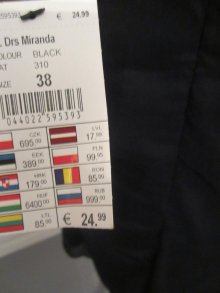 595393
€ 24.99
Drs Miranda
COLOUR BLACK
310
SIZE 38
044022595393
CZK 695.00
LVL 17.
EEK 389.00
PLN 99.95
HRK 179.00
RON 85.00
HUF 6400.00
RUB 999.00
LTL 85.00
€ 24.99